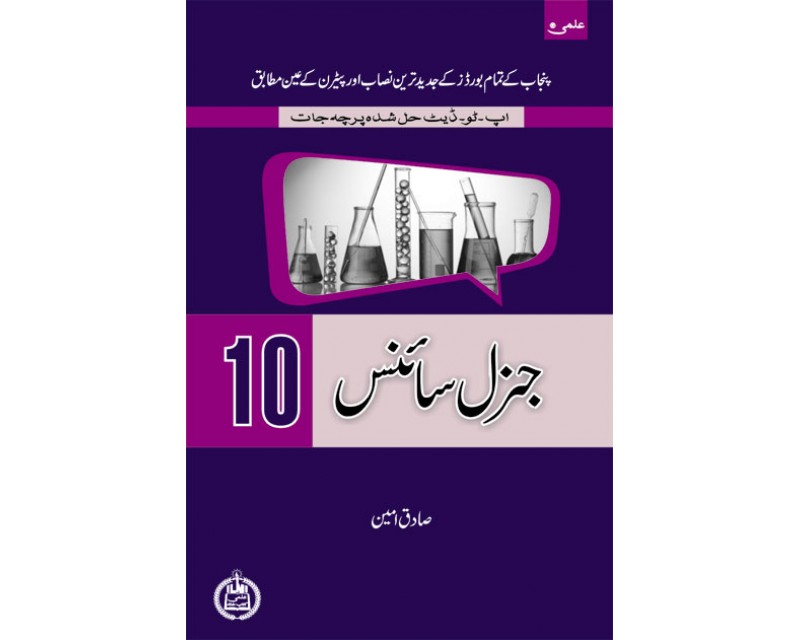 علمی
پنجاب کے تمام بورڈز کے جدید ترین نصاب اور پیٹرن کے عین مطابق
اپ-ٹو-ڈیٹ حل شدہ پرچہ جات
جنرل سائنس
10
صادق امین
علمی